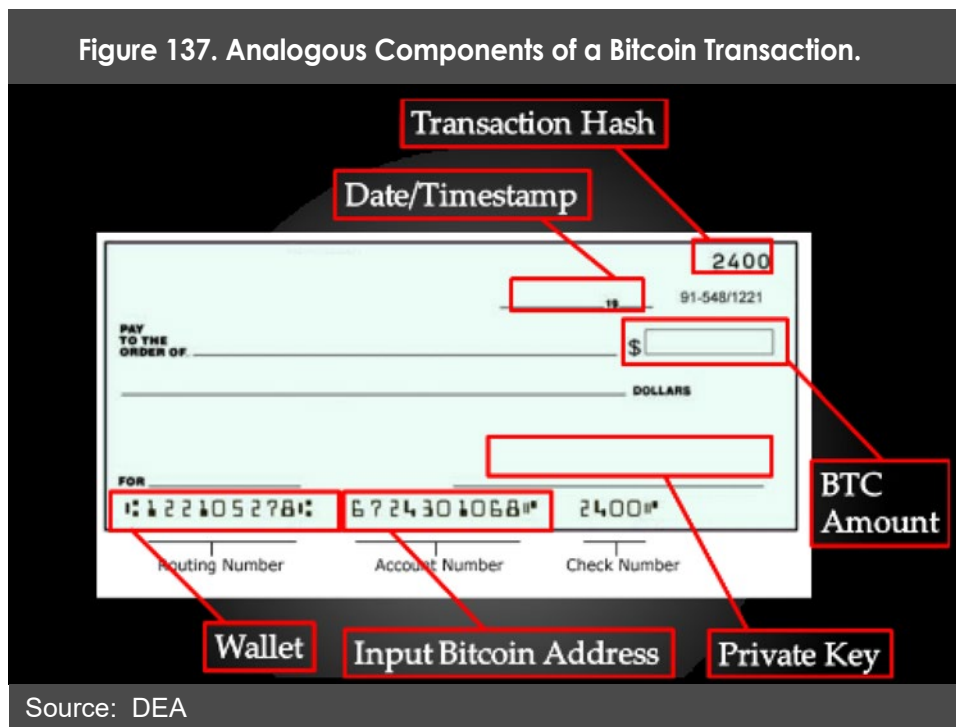 Figure 137. Analogous Components of a Bitcoin Transaction.
Transaction Hash
Date/Timestamp
2400
19
91-548/1221
PAY
TO THE
ORDER OF
$
DOLLARS
FOR
⑆122105278⑆ 6724301068⑈ 2400⑈
Routing Number Account Number Check Number
BTC
Amount
Wallet
Input Bitcoin Address
Private Key
Source: DEA